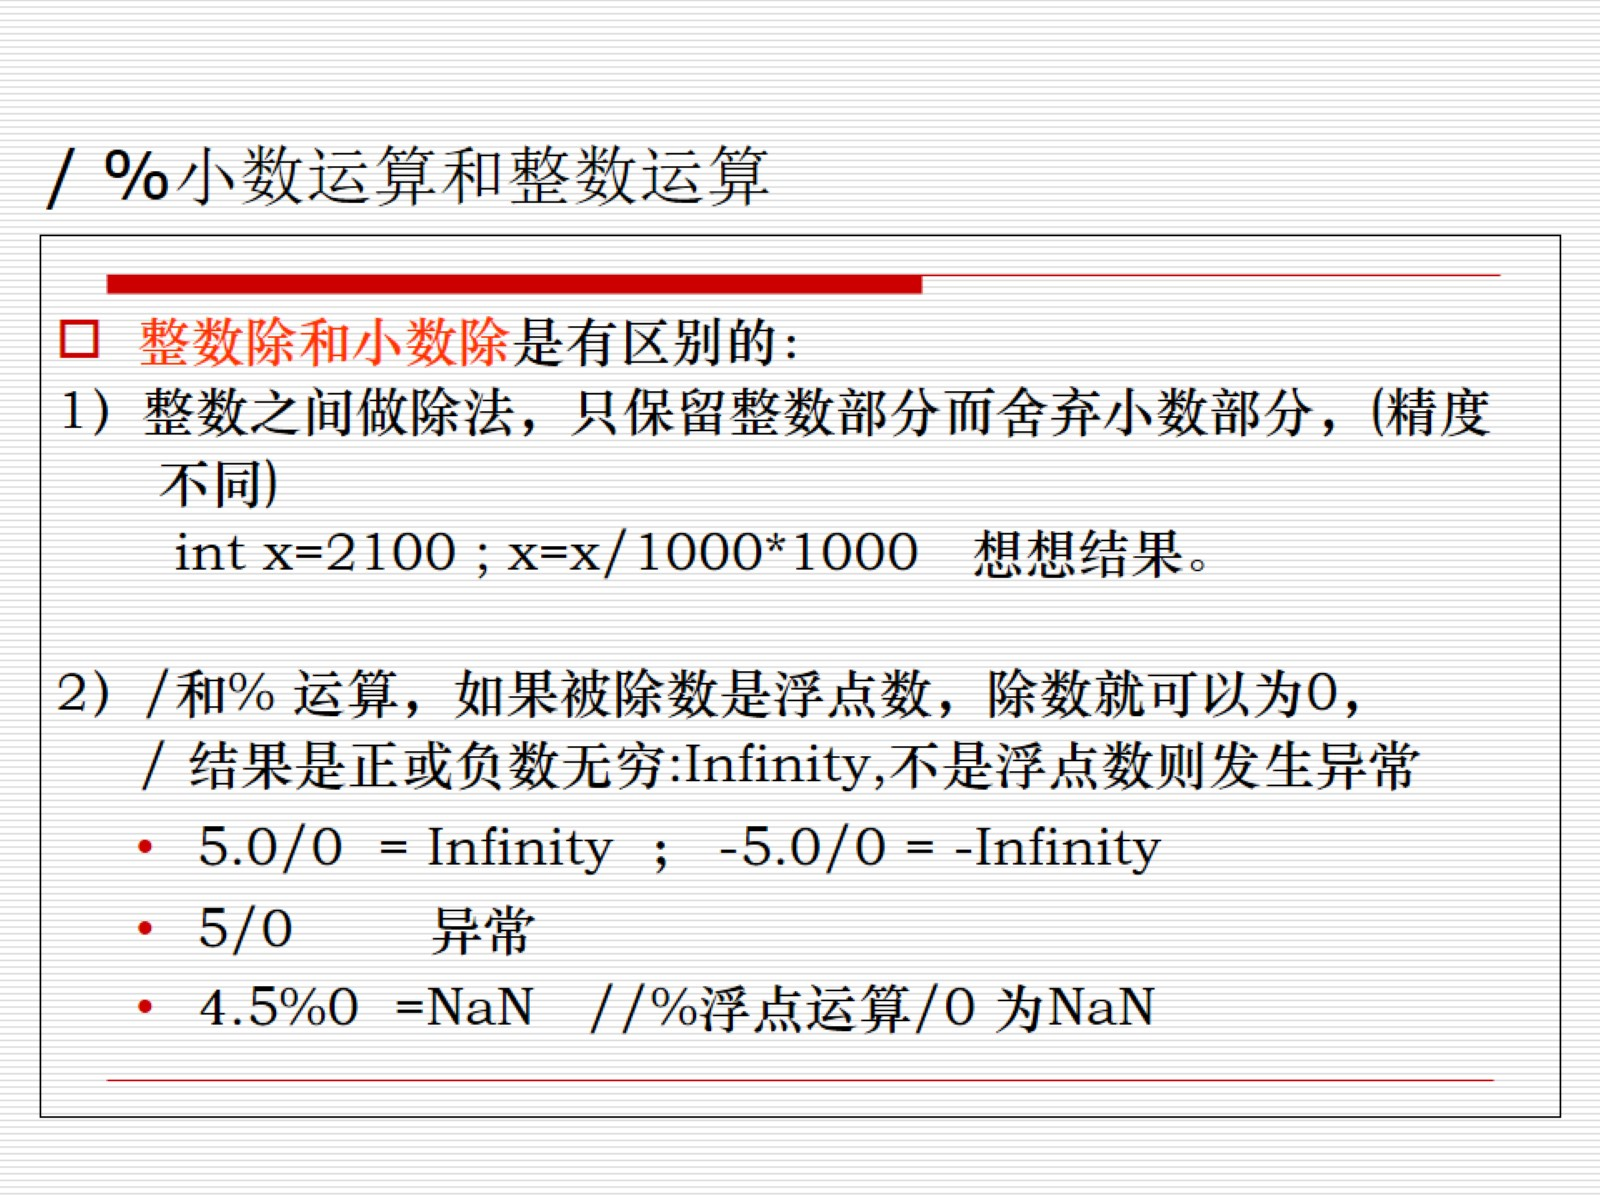 / %小数运算和整数运算
整数除和小数除是有区别的：
1）整数之间做除法，只保留整数部分而舍弃小数部分，(精度
不同)
int x=2100 ; x=x/1000*1000 想想结果。
2）/和% 运算，如果被除数是浮点数，除数就可以为0，
/ 结果是正或负数无穷:Infinity,不是浮点数则发生异常
• 5.0/0 = Infinity ； -5.0/0 = -Infinity
• 5/0 异常
• 4.5%0 =NaN //%浮点运算/0 为NaN